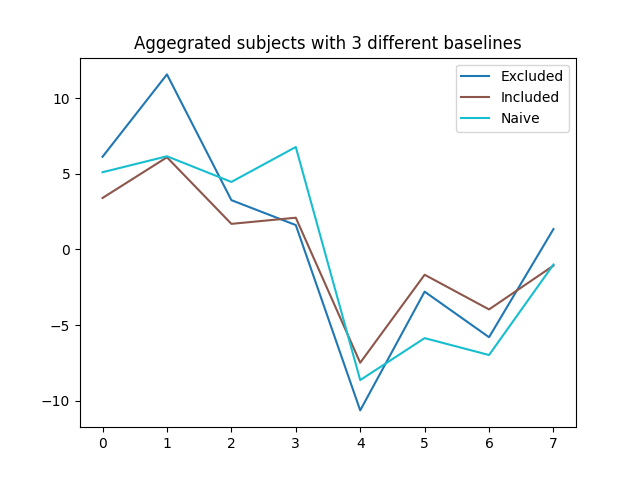 Aggegrated subjects with 3 different baselines
Excluded
Included
Naive
10
5
0
−5
−10
0 1 2 3 4 5 6 7